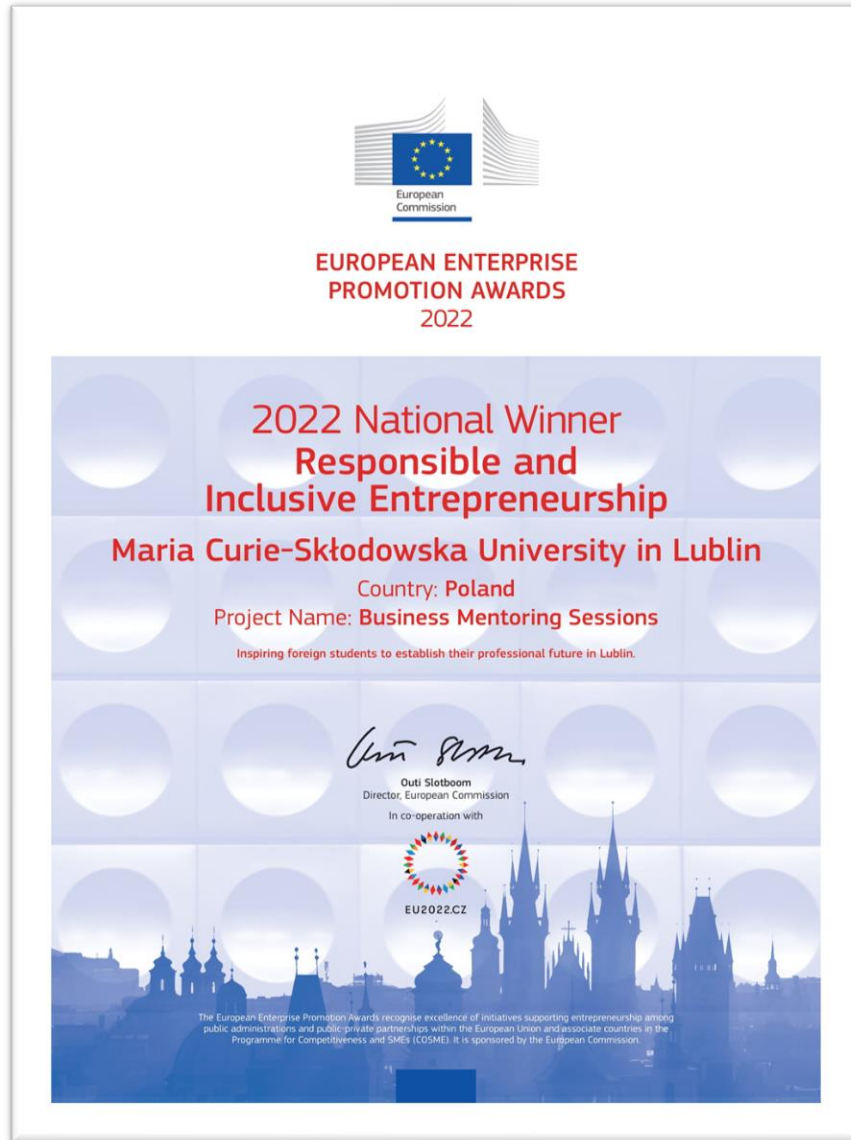 European
Commission
EUROPEAN ENTERPRISE
PROMOTION AWARDS
2022
2022 National Winner
Responsible and
Inclusive Entrepreneurship
Maria Curie-Skłodowska University in Lublin
Country: Poland
Project Name: Business Mentoring Sessions
Inspiring foreign students to establish their professional future in Lublin.
Outi Slotboom
Director, European Commission
In co-operation with
EU2022.CZ
The European Enterprise Promotion Awards recognise excellence of initiatives supporting entrepreneurship among
public administrations and public-private partnerships within the European Union and associate countries in the
Programme for Competitiveness and SMEs (COSME). It is sponsored by the European Commission.